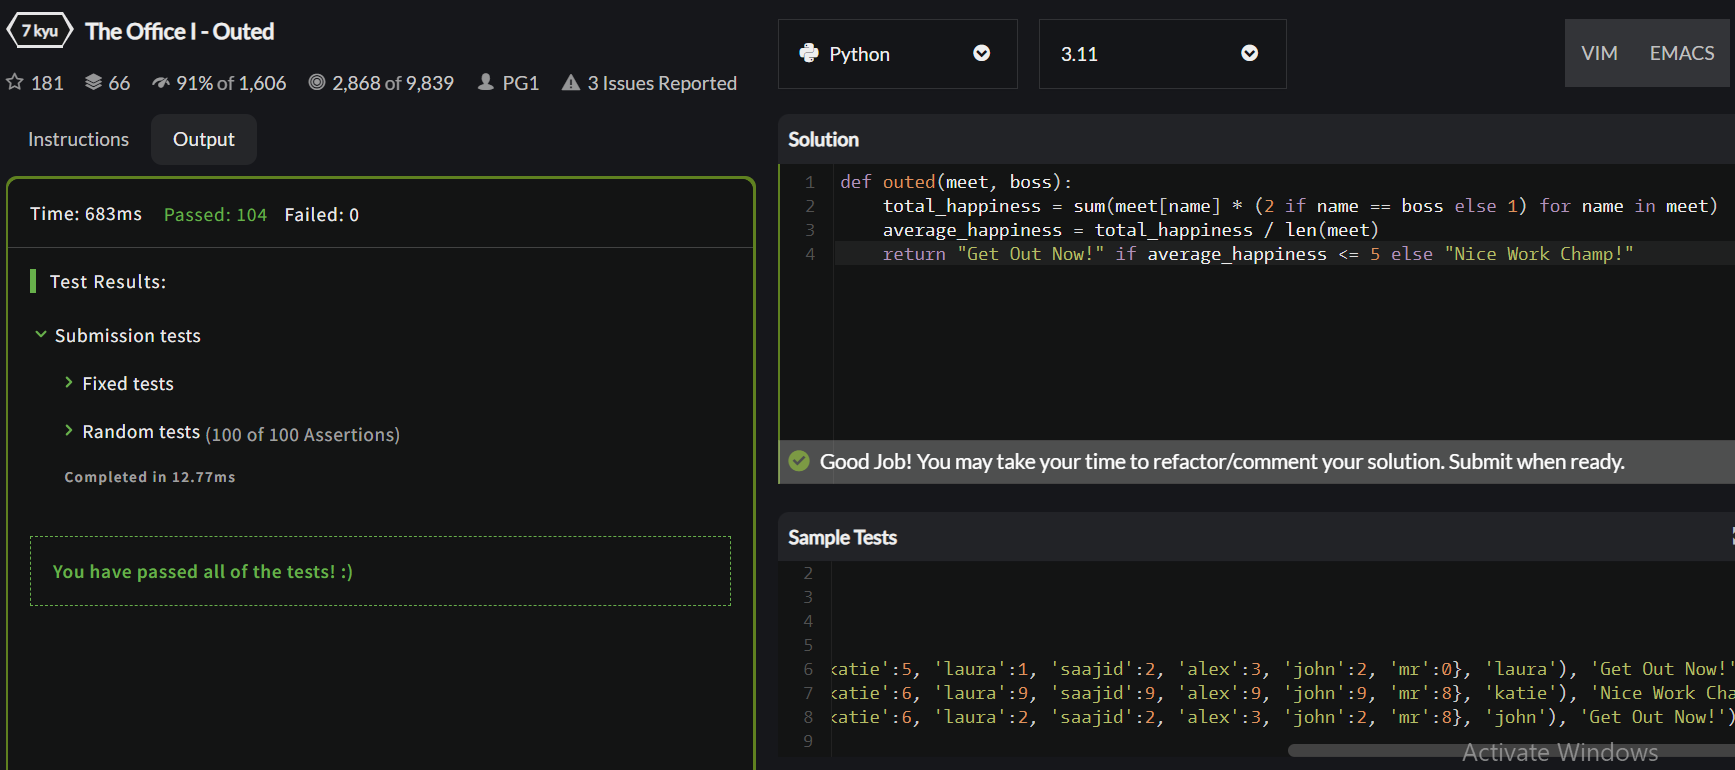 7 kyu The Office I - Outed
181 66 91% of 1,606 2,868 of 9,839 PG1 3 Issues Reported
Instructions Output
Time: 683ms Passed: 104 Failed: 0
Test Results:
Submission tests
Fixed tests
Random tests (100 of 100 Assertions)
Completed in 12.77ms
You have passed all of the tests! :)
Python 3.11 VIM EMACS
Solution
1 def outed(meet, boss):
2     total_happiness = sum(meet[name] * (2 if name == boss else 1) for name in meet)
3     average_happiness = total_happiness / len(meet)
4     return "Get Out Now!" if average_happiness <= 5 else "Nice Work Champ!"
Good Job! You may take your time to refactor/comment your solution. Submit when ready.
Sample Tests
2
3
4
5
6 katie':5, 'laura':1, 'saajid':2, 'alex':3, 'john':2, 'mr':0}, 'laura'), 'Get Out Now!'
7 katie':6, 'laura':9, 'saajid':9, 'alex':9, 'john':9, 'mr':8}, 'katie'), 'Nice Work Cha
8 katie':6, 'laura':2, 'saajid':2, 'alex':3, 'john':2, 'mr':8}, 'john'), 'Get Out Now!')
9
Activate Windows